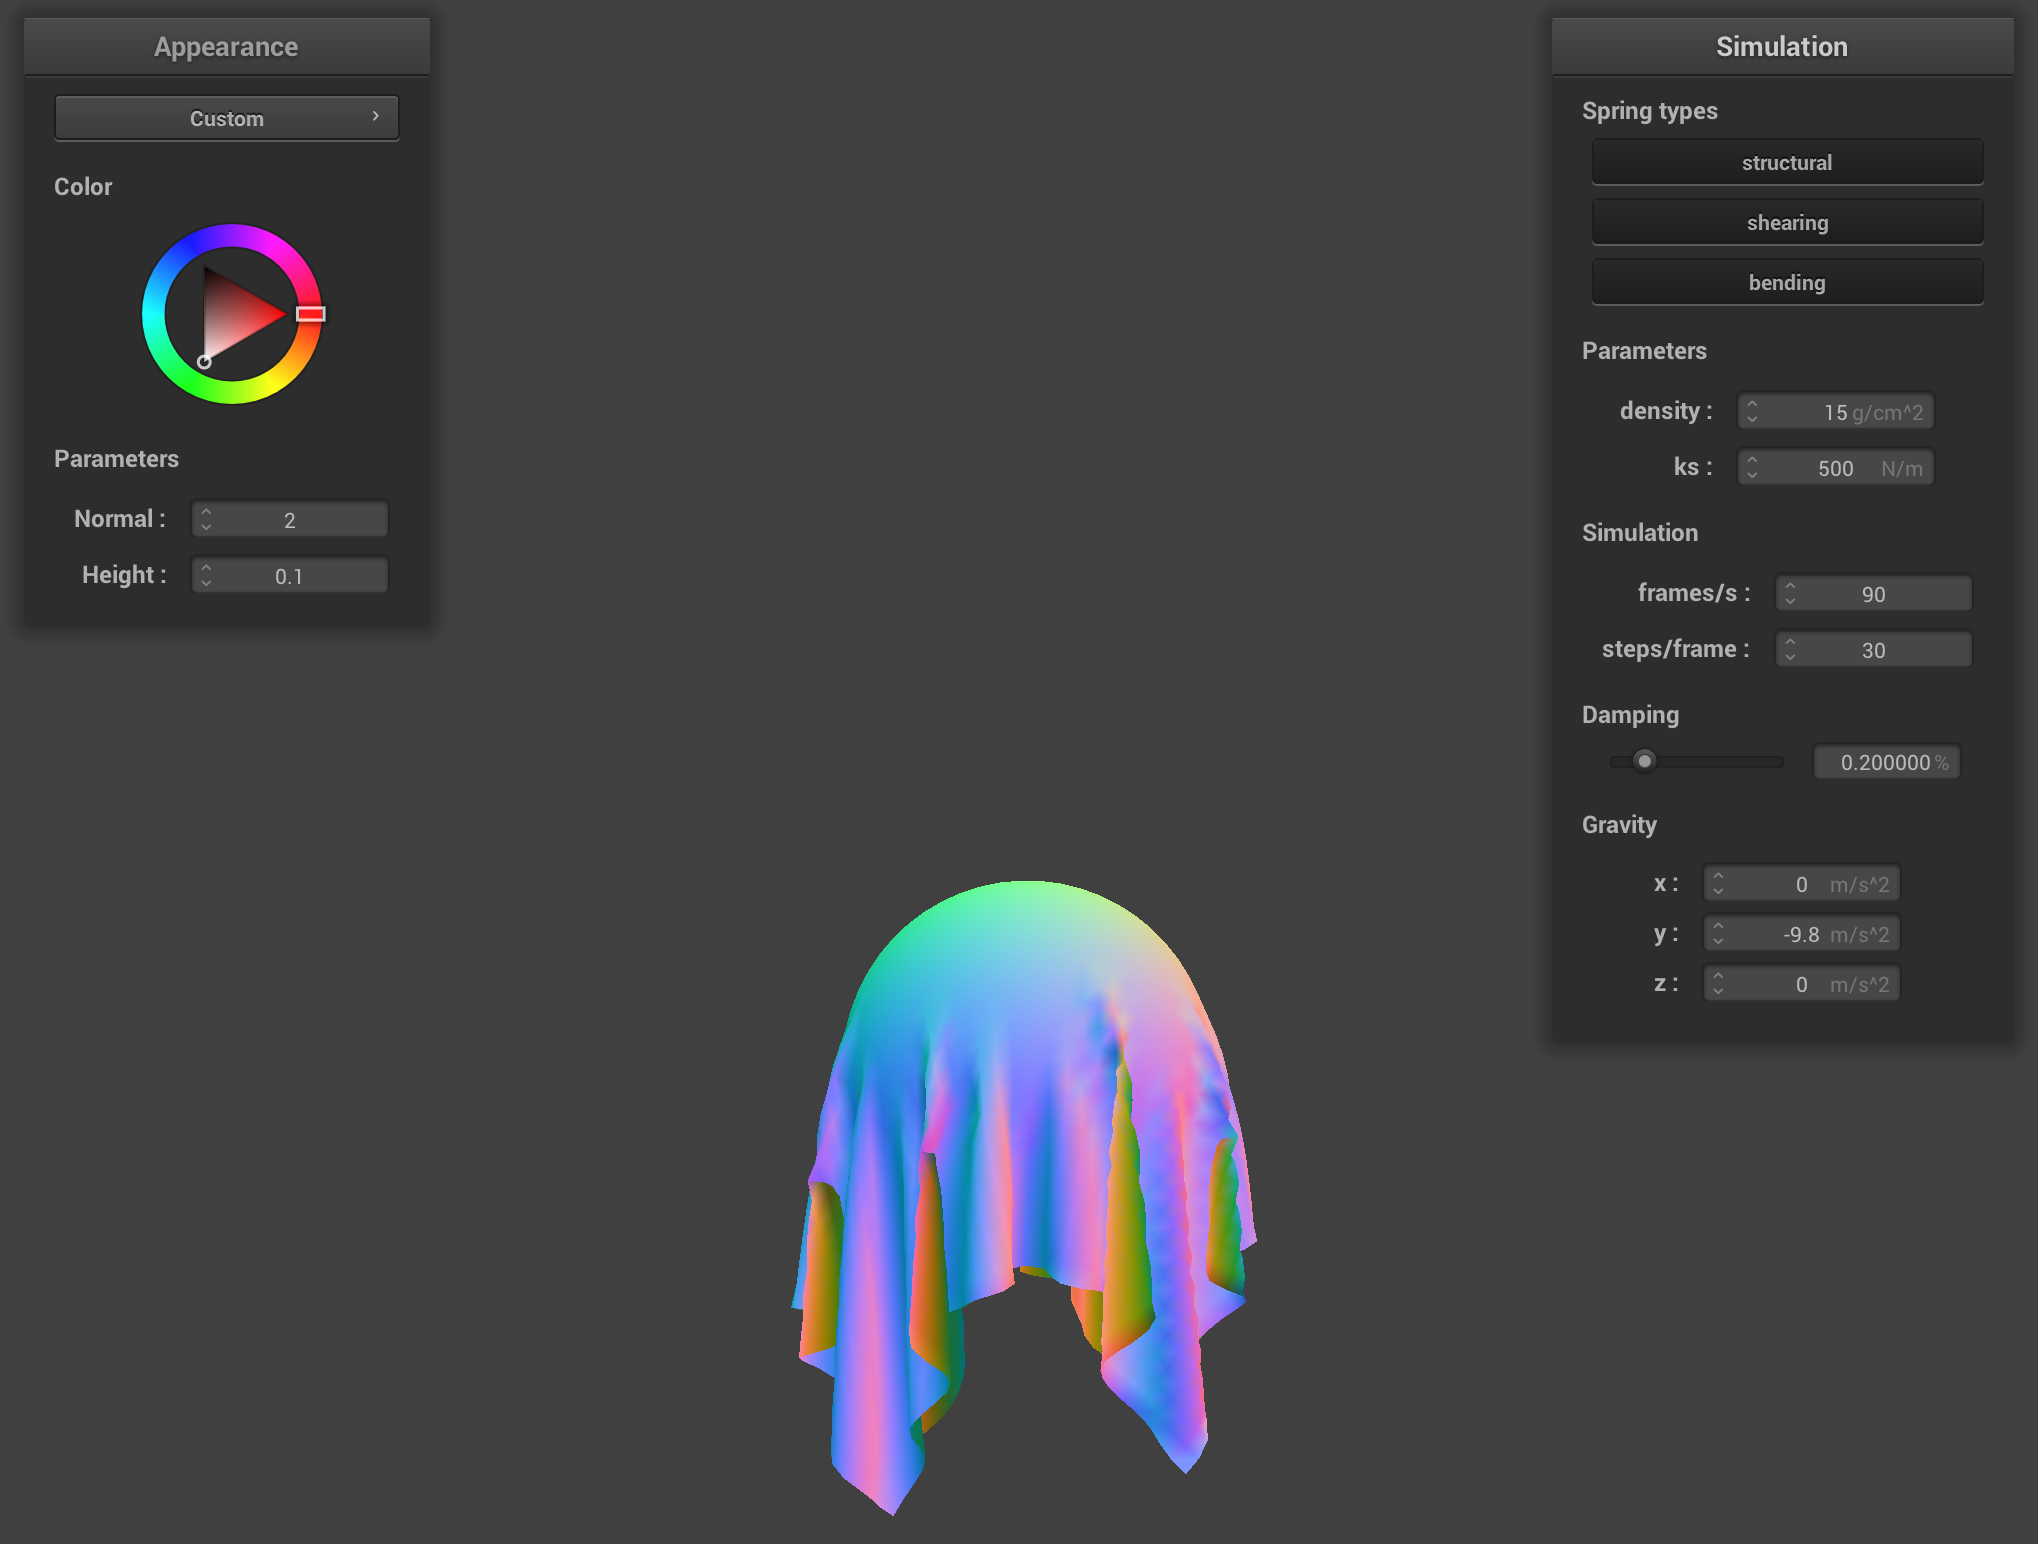 Appearance
Custom
Color
Parameters
Normal : 2
Height : 0.1
Simulation
Spring types
structural
shearing
bending
Parameters
density : 15 g/cm^2
ks : 500 N/m
Simulation
frames/s : 90
steps/frame : 30
Damping
0.200000 %
Gravity
x : 0 m/s^2
y : -9.8 m/s^2
z : 0 m/s^2